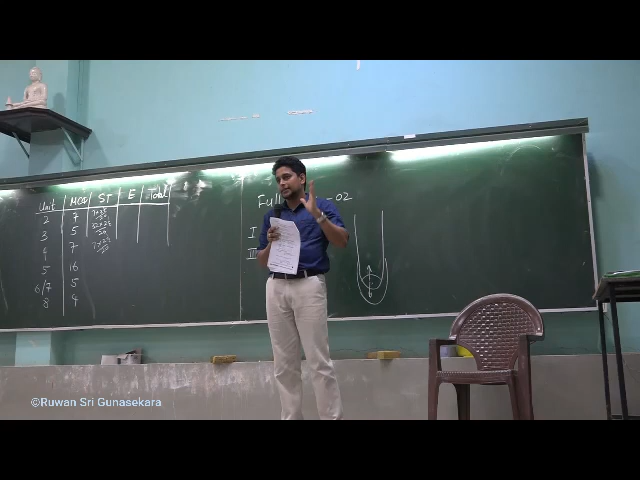 Unit MCQ ST E Total
2 7
3 5
4 7
5 16
6/7 5
8 4
Full -02
I
II
©Ruwan Sri Gunasekara